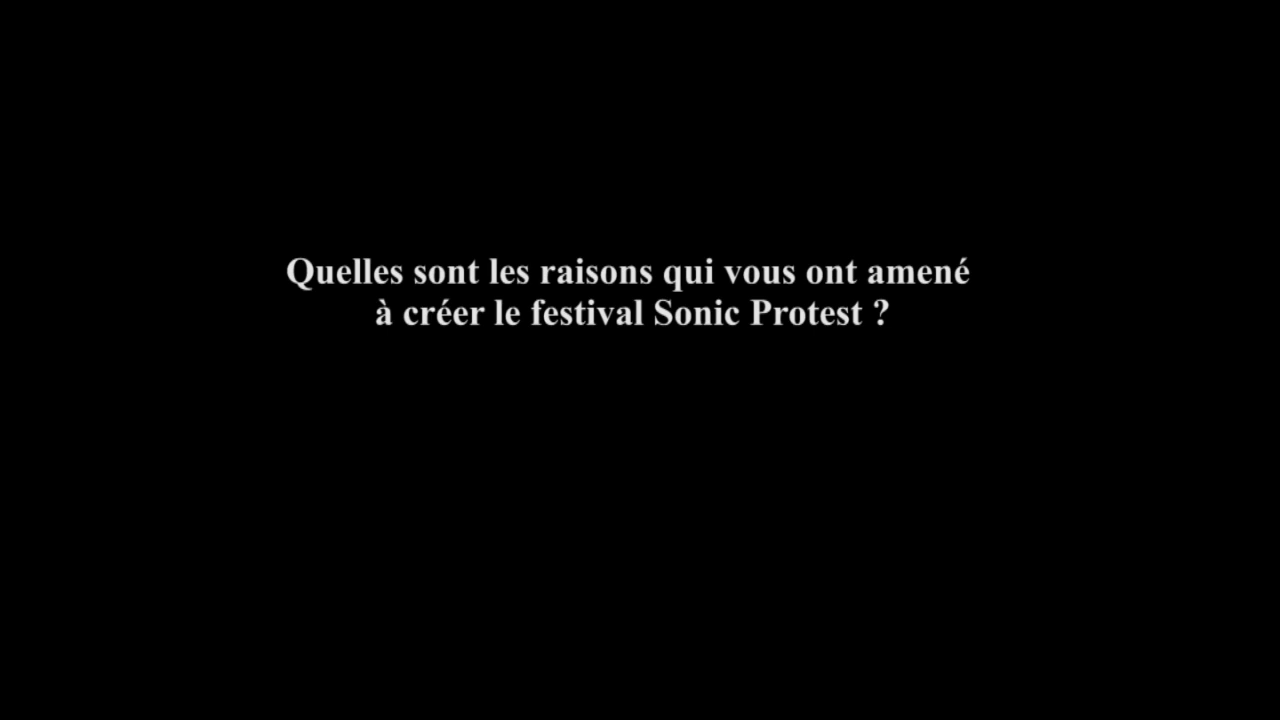 Quelles sont les raisons qui vous ont amené
à créer le festival Sonic Protest ?